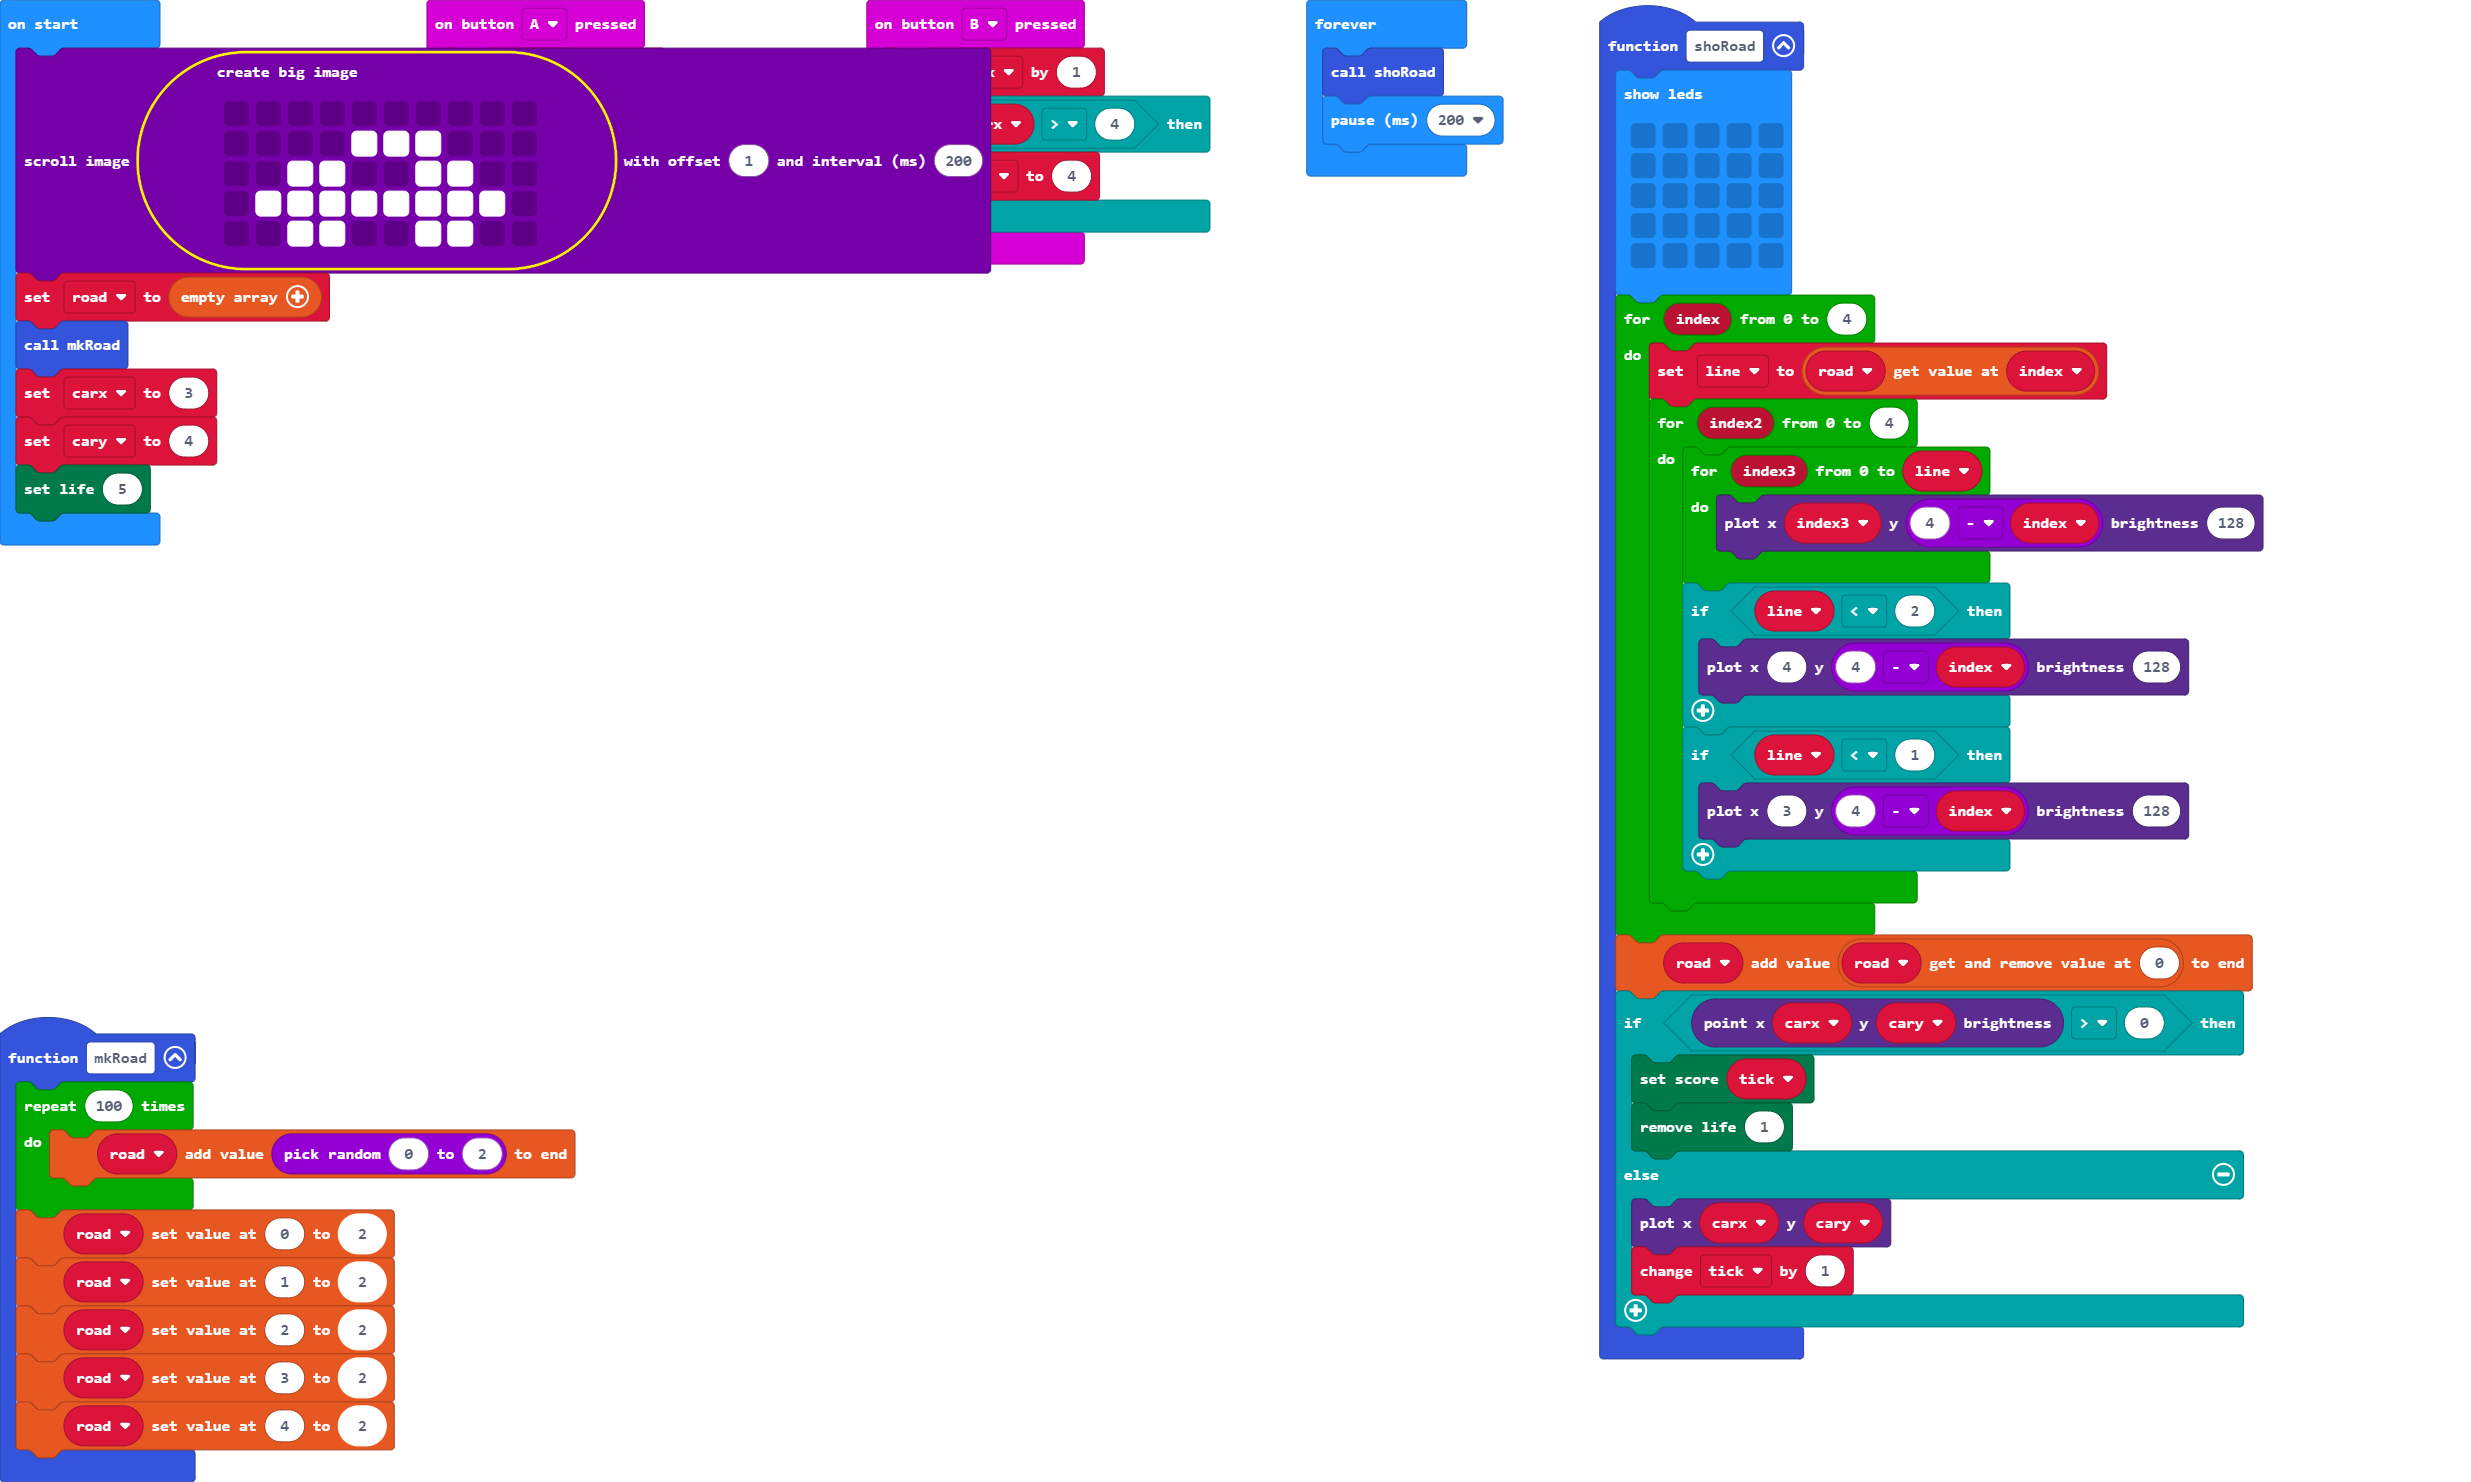 on start
scroll image create big image with offset 1 and interval (ms) 200
set road to empty array
call mkRoad
set carx to 3
set cary to 4
set life 5
on button A pressed
on button B pressed
by 1
> 4 then
to 4
forever
call shoRoad
pause (ms) 200
function shoRoad
show leds
for index from 0 to 4
do
set line to road get value at index
for index2 from 0 to 4
do
for index3 from 0 to line
do
plot x index3 y 4 - index brightness 128
if line < 2 then
plot x 4 y 4 - index brightness 128
if line < 1 then
plot x 3 y 4 - index brightness 128
road add value road get and remove value at 0 to end
if point x carx y cary brightness > 0 then
set score tick
remove life 1
else
plot x carx y cary
change tick by 1
function mkRoad
repeat 100 times
do
road add value pick random 0 to 2 to end
road set value at 0 to 2
road set value at 1 to 2
road set value at 2 to 2
road set value at 3 to 2
road set value at 4 to 2